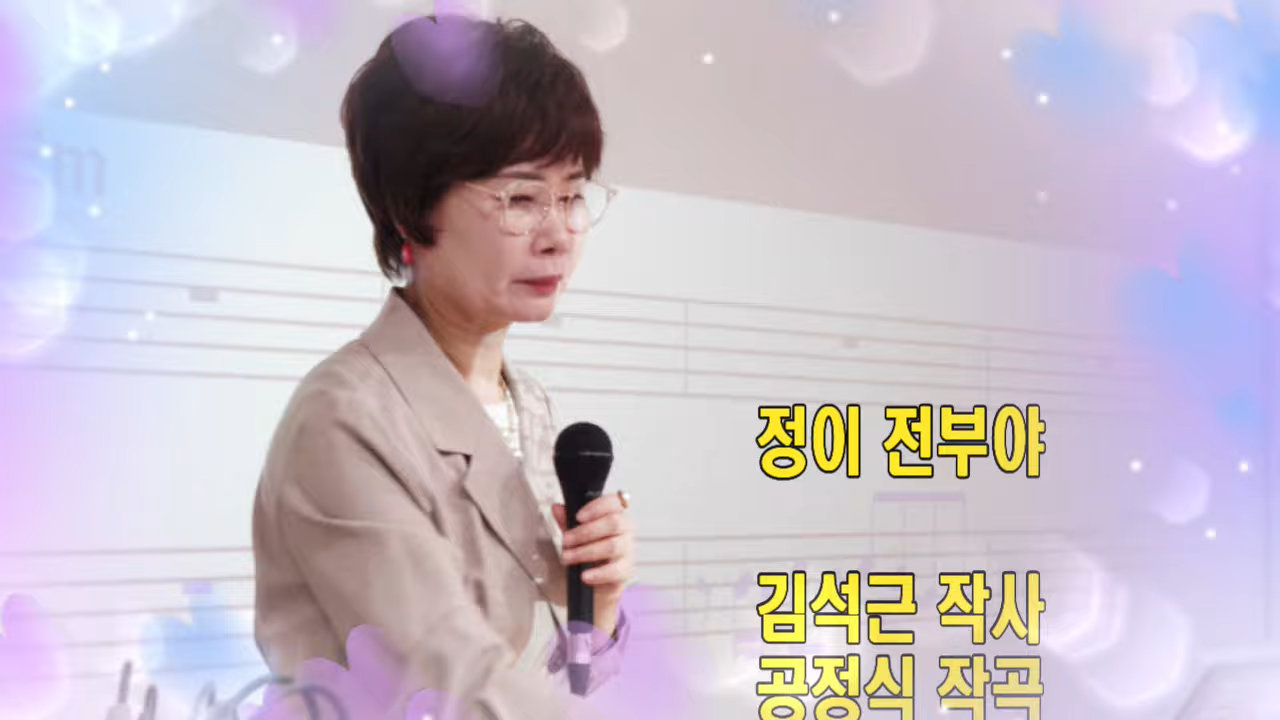 정이 전부야
김석근 작사
공정식 작곡